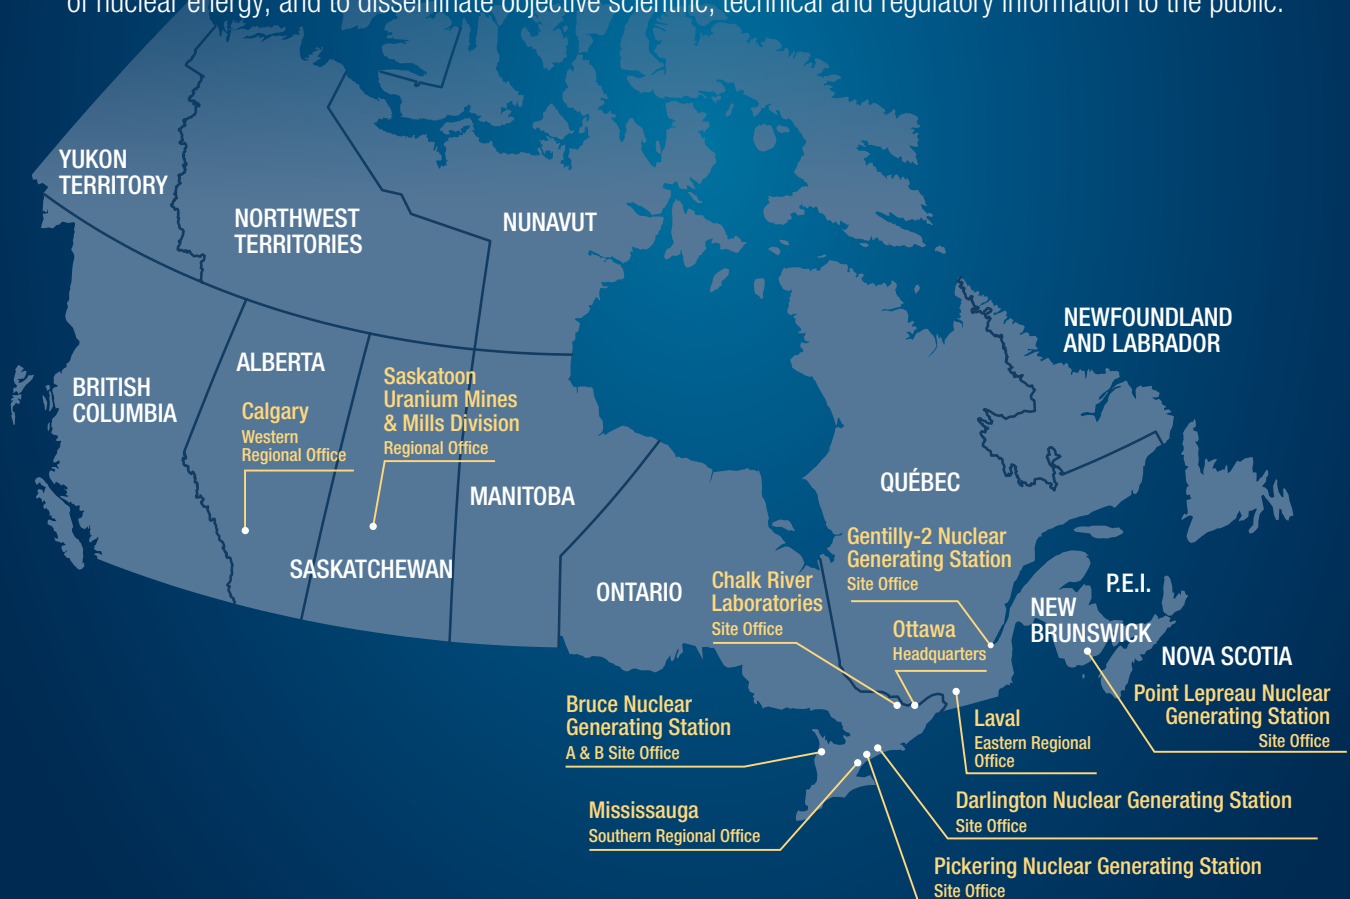 of nuclear energy; and to disseminate objective scientific, technical and regulatory information to the public.
YUKON
TERRITORY
NORTHWEST
TERRITORIES
NUNAVUT
NEWFOUNDLAND
AND LABRADOR
ALBERTA
BRITISH
COLUMBIA
Calgary
Western
Regional Office
Saskatoon
Uranium Mines
& Mills Division
Regional Office
MANITOBA
SASKATCHEWAN
ONTARIO
QUÉBEC
Gentilly-2 Nuclear
Generating Station
Site Office
Chalk River
Laboratories
Site Office
Ottawa
Headquarters
P.E.I.
NEW
BRUNSWICK
NOVA SCOTIA
Point Lepreau Nuclear
Generating Station
Site Office
Bruce Nuclear
Generating Station
A & B Site Office
Laval
Eastern Regional
Office
Mississauga
Southern Regional Office
Darlington Nuclear Generating Station
Site Office
Pickering Nuclear Generating Station
Site Office